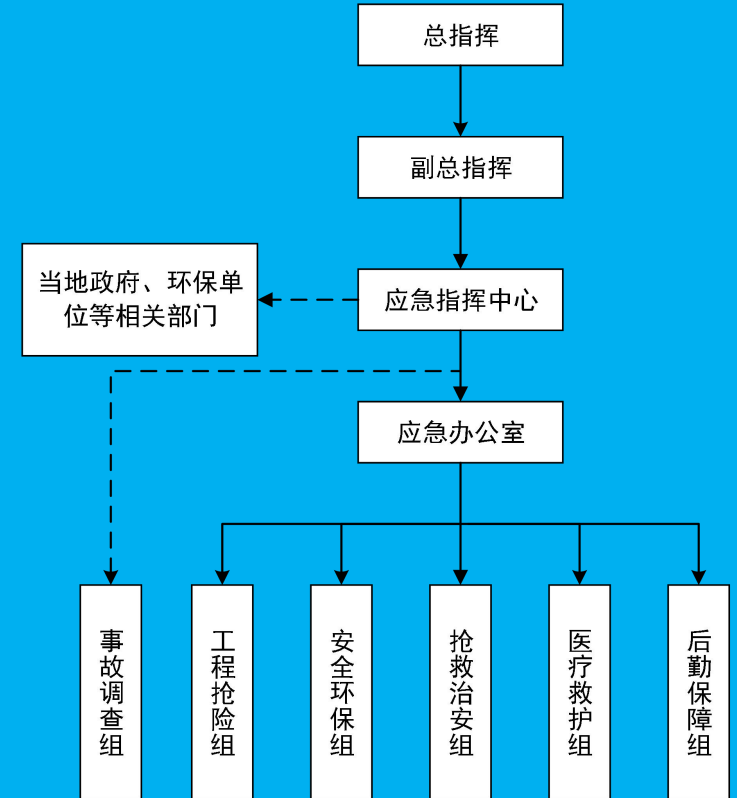 总指挥
副总指挥
当地政府、环保单
位等相关部门
应急指挥中心
应急办公室
事故调查组
工程抢险组
安全环保组
抢救治安组
医疗救护组
后勤保障组